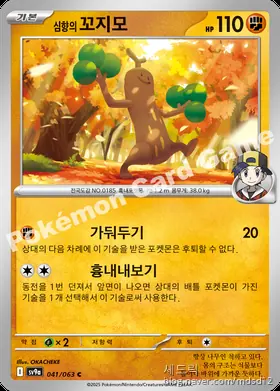 기본
심향의 꼬지모
HP 110
전국도감 NO.0185 흉내포켓몬 키:1.2m 몸무게:38.0kg
가둬두기 20
상대의 다음 차례에 이 기술을 받은 포켓몬은 후퇴할 수 없다.
흉내내보기
동전을 1번 던져서 앞면이 나오면 상대의 배틀 포켓몬이 가진
기술을 1개 선택해서 이 기술로 사용한다.
약점 ×2 저항력 후퇴
Illus. OKACHEKE
sv9a 041/063 C
Pokémon Card Game
©2025 Pokémon/Nintendo/Creatures/GAME FREAK